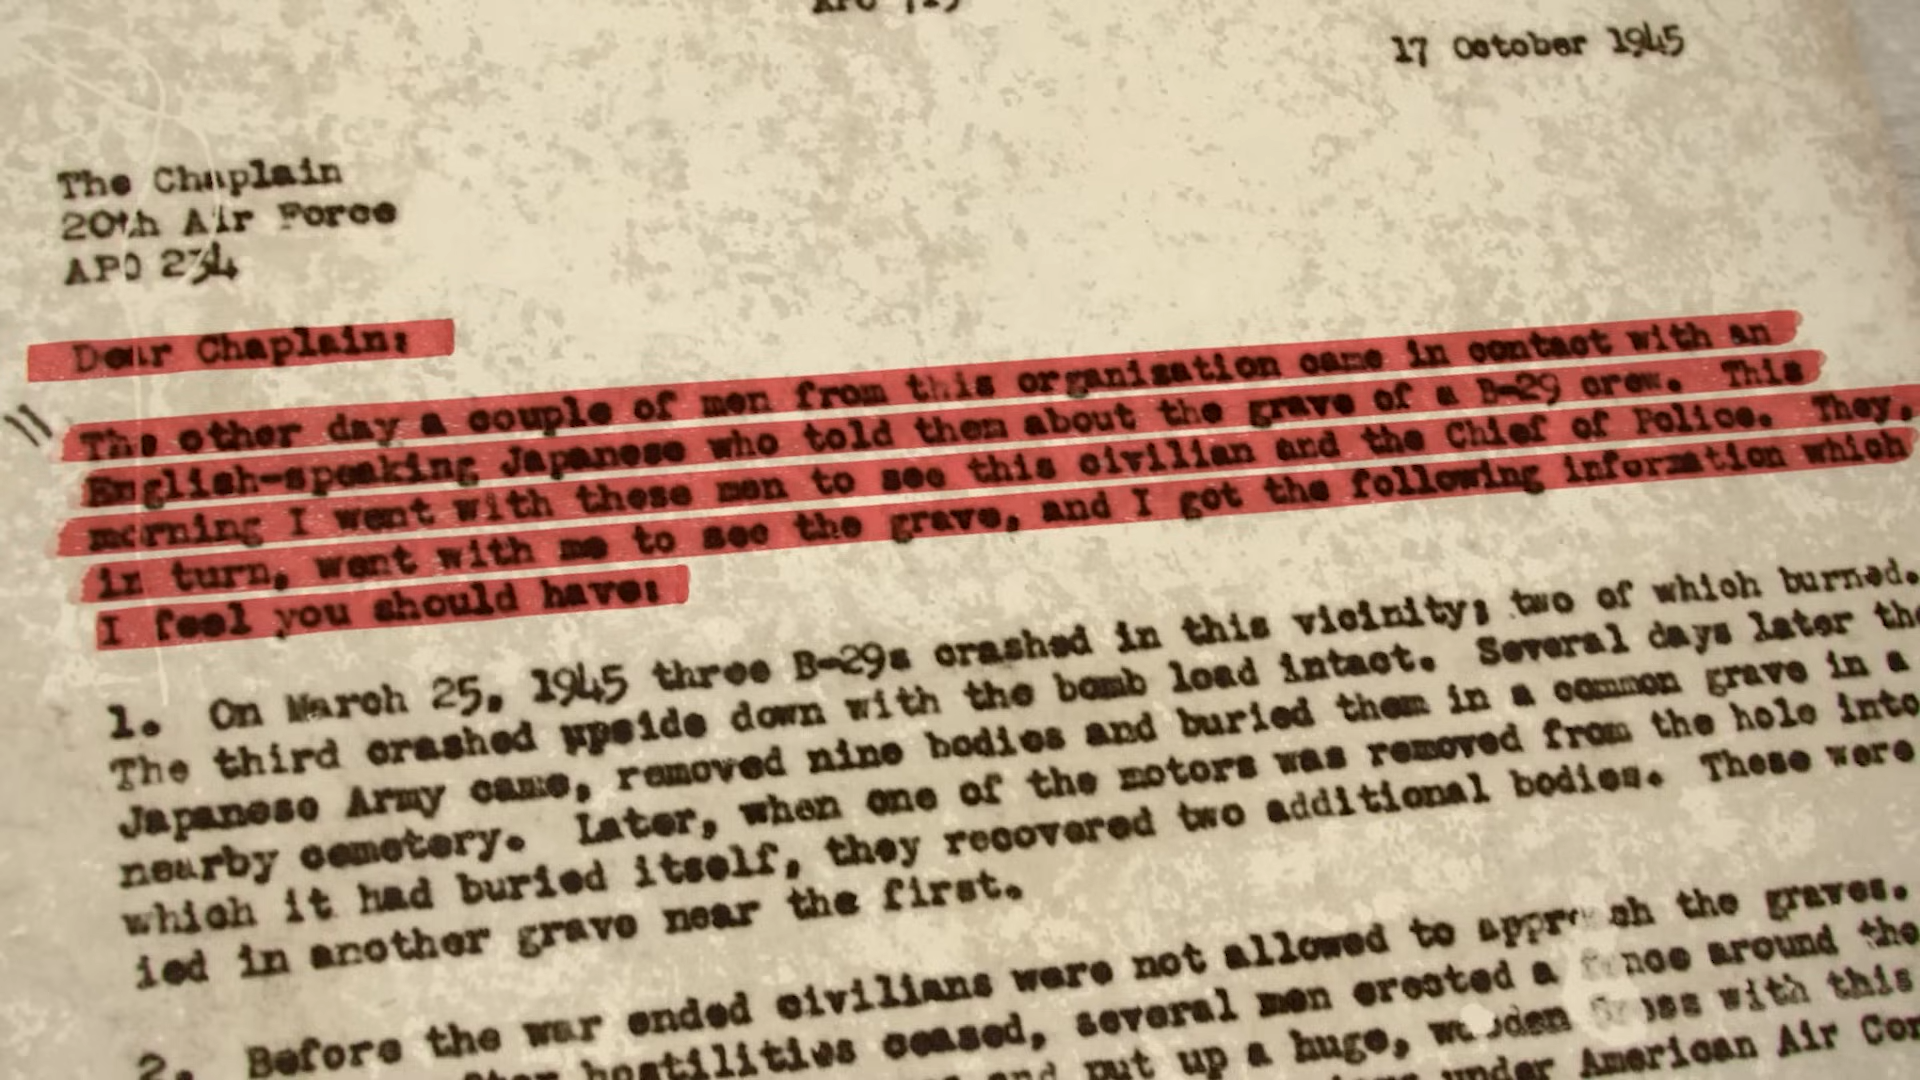 APO 713
17 October 1945
The Chaplain
20th Air Force
APO 234
Dear Chaplain:
The other day a couple of men from this organization came in contact with an
English-speaking Japanese who told them about the grave of a B-29 crew. This
morning I went with these men to see this civilian and the Chief of Police. They,
in turn, went with me to see the grave, and I got the following information which
I feel you should have:
1. On March 25, 1945 three B-29s crashed in this vicinity; two of which burned.
The third crashed upside down with the bomb load intact. Several days later the
Japanese Army came, removed nine bodies and buried them in a common grave in a
nearby cemetery. Later, when one of the motors was removed from the hole into
which it had buried itself, they recovered two additional bodies. These were
ied in another grave near the first.
2. Before the war ended civilians were not allowed to approach the graves.
hostilities ceased, several men erected a fence around the
and put up a huge, wooden Cross with this
under American Air Cor